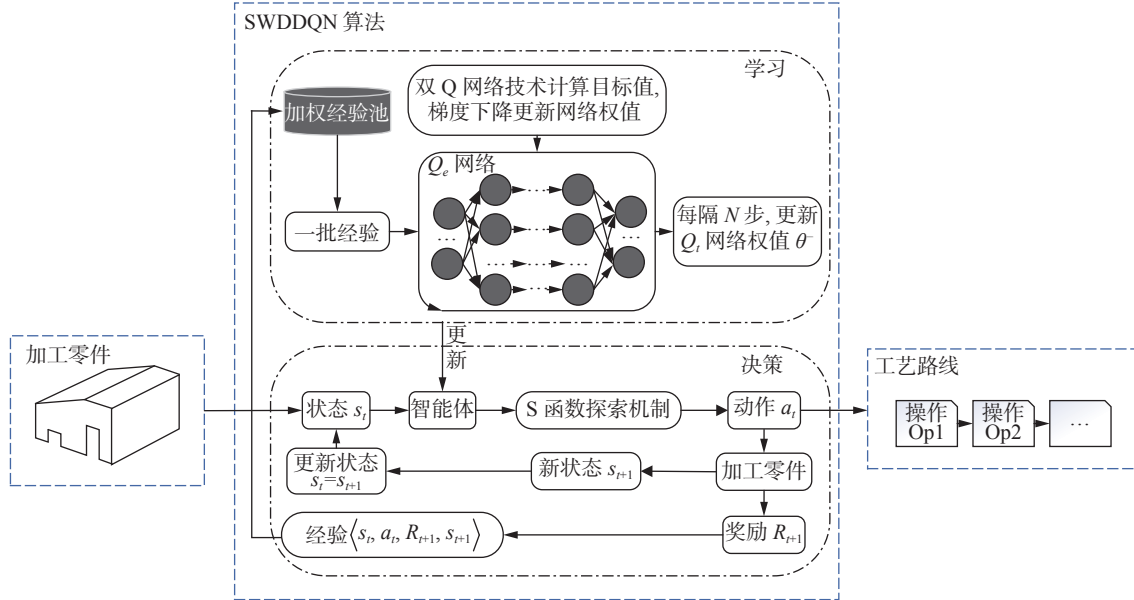 SWDDQN 算法
学习
双 Q 网络技术计算目标值,
梯度下降更新网络权值
加权经验池
Qₑ 网络
...
...
...
...
...
...
...
...
一批经验
每隔 N 步, 更新
Qₜ 网络权值 θ⁻
更
新
加工零件
决策
状态 sₜ
智能体
S 函数探索机制
动作 aₜ
工艺路线
操作
Op1
操作
Op2
...
更新状态
sₜ=sₜ₊₁
新状态 sₜ₊₁
加工零件
经验⟨sₜ, aₜ, Rₜ₊₁, sₜ₊₁⟩
奖励 Rₜ₊₁